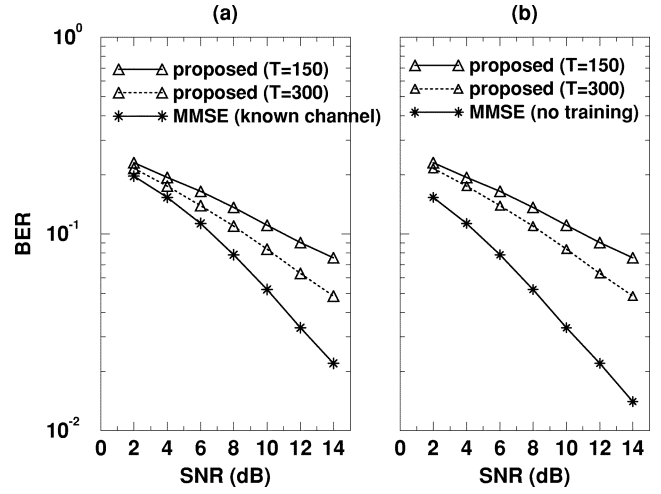 (a)
(b)
10^0
proposed (T=150)
proposed (T=300)
MMSE (known channel)
proposed (T=150)
proposed (T=300)
MMSE (no training)
BER
10^-1
10^-2
0 2 4 6 8 10 12 14
0 2 4 6 8 10 12 14
SNR (dB)
SNR (dB)